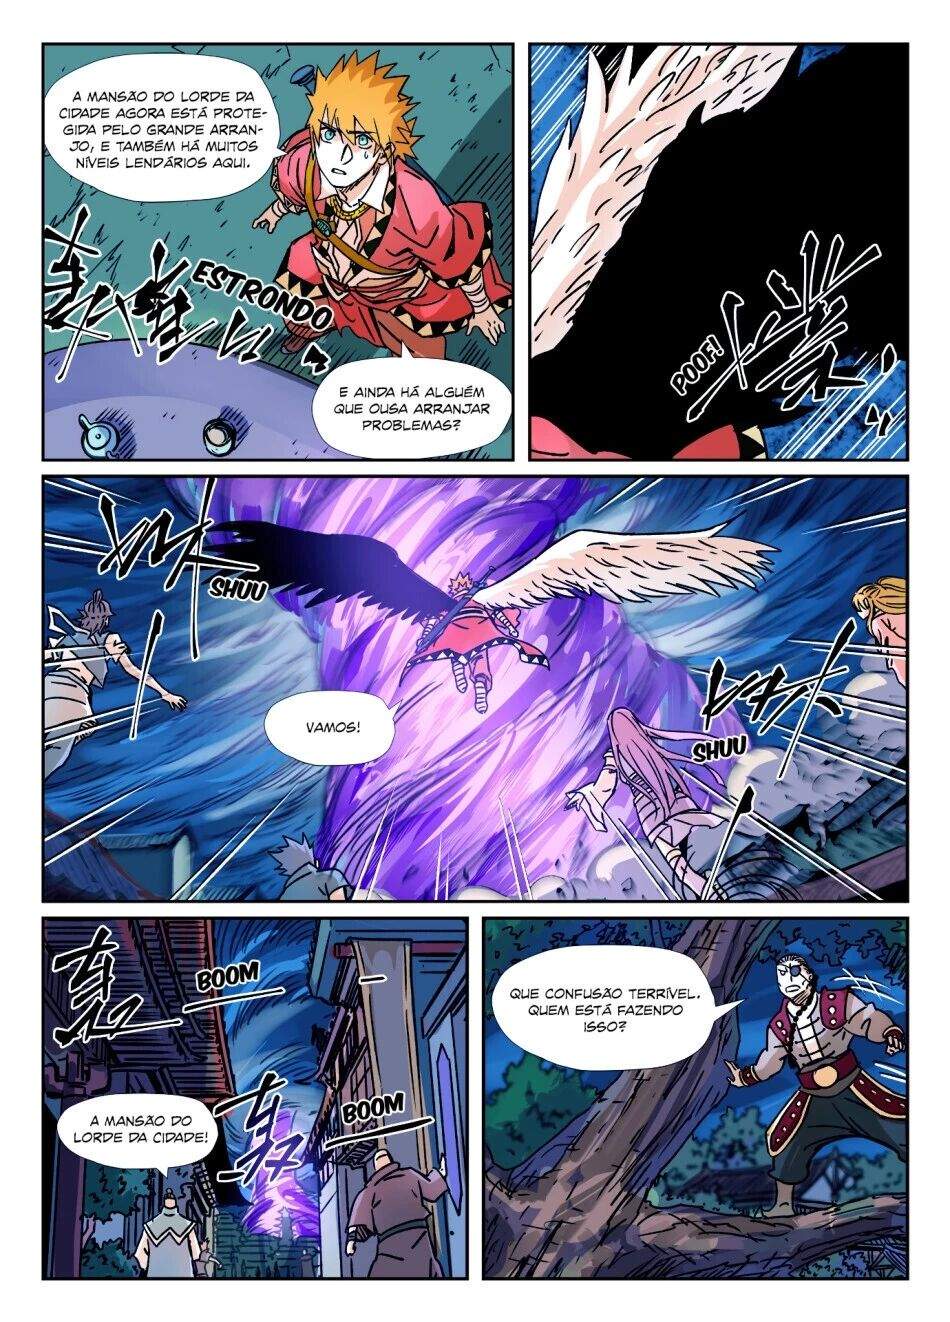 A MANSÃO DO LORDE DA
CIDADE AGORA ESTÁ PROTE-
GIDA PELO GRANDE ARRAN-
JO; E TAMBÉM HÁ MUITOS
NÍVEIS LENDÁRIOS AQUI.
ESTRONDO
E AINDA HÁ ALGUÉM
QUE OUSA ARRANJAR
PROBLEMAS?
POOF!
SHUU
VAMOS!
SHUU
BOOM
A MANSÃO DO
LORDE DA CIDADE!
BOOM
QUE CONFUSÃO TERRÍVEL.
QUEM ESTÁ FAZENDO
ISSO?